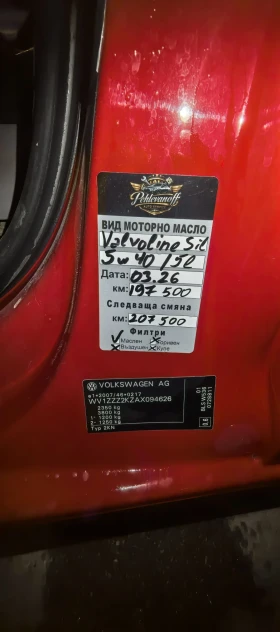 Pehlevanoff
ВИД МОТОРНО МАСЛО
Valvoline Sil
5w40 / 5l
Дата: 03.26
км: 197 500
Следваща смяна
км: 207 500
Филтри
Маслен Горивен
Въздушен Купе
VOLKSWAGEN AG
e1*2007/46*0217
WV1ZZZ2KZAX094626
2350 kg
3800 kg
1- 1200 kg
2- 1250 kg
Typ 2KN